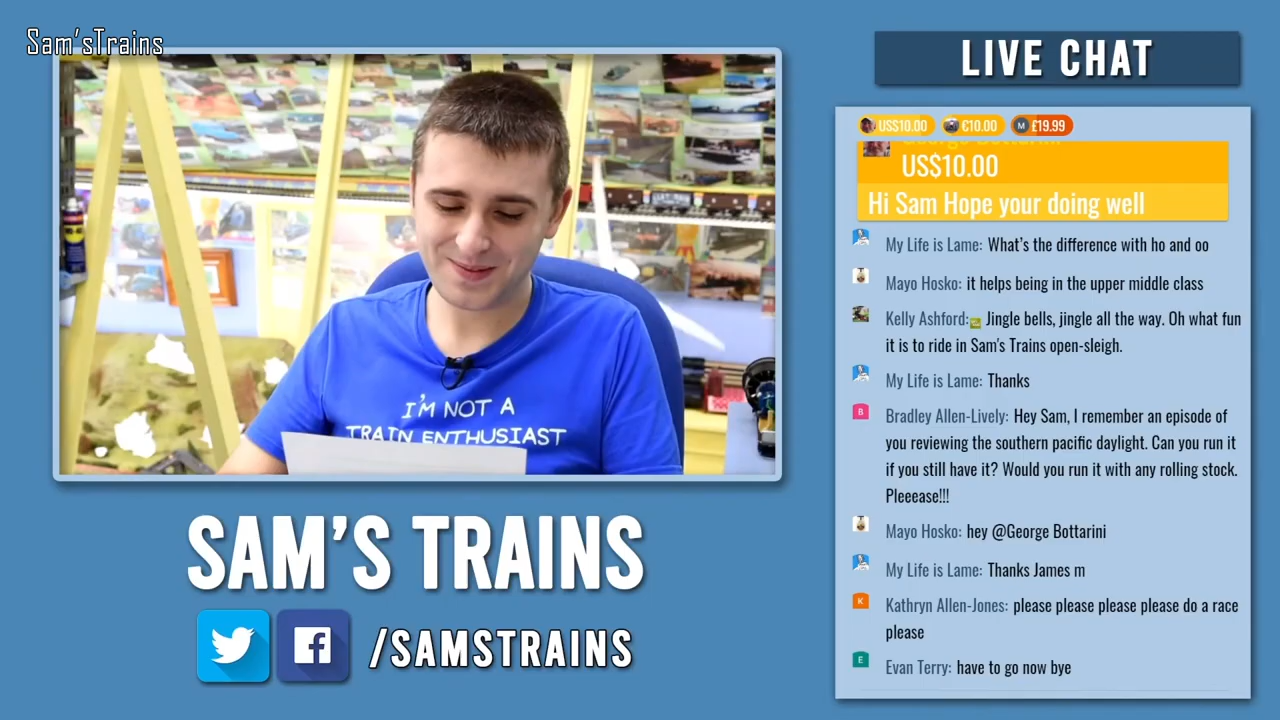 Sam'sTrains
I'M NOT A
TRAIN ENTHUSIAST
SAM'S TRAINS
/SAMSTRAINS
LIVE CHAT
US$10.00
€10.00
M
£19.99
George Bottarini
US$10.00
Hi Sam Hope your doing well
My Life is Lame: What's the difference with ho and oo
Mayo Hosko: it helps being in the upper middle class
Kelly Ashford: Jingle bells, jingle all the way. Oh what fun
it is to ride in Sam's Trains open-sleigh.
My Life is Lame: Thanks
B
Bradley Allen-Lively: Hey Sam, I remember an episode of
you reviewing the southern pacific daylight. Can you run it
if you still have it? Would you run it with any rolling stock.
Pleeease!!!
Mayo Hosko: hey @George Bottarini
My Life is Lame: Thanks James m
K
Kathryn Allen-Jones: please please please please do a race
please
E
Evan Terry: have to go now bye